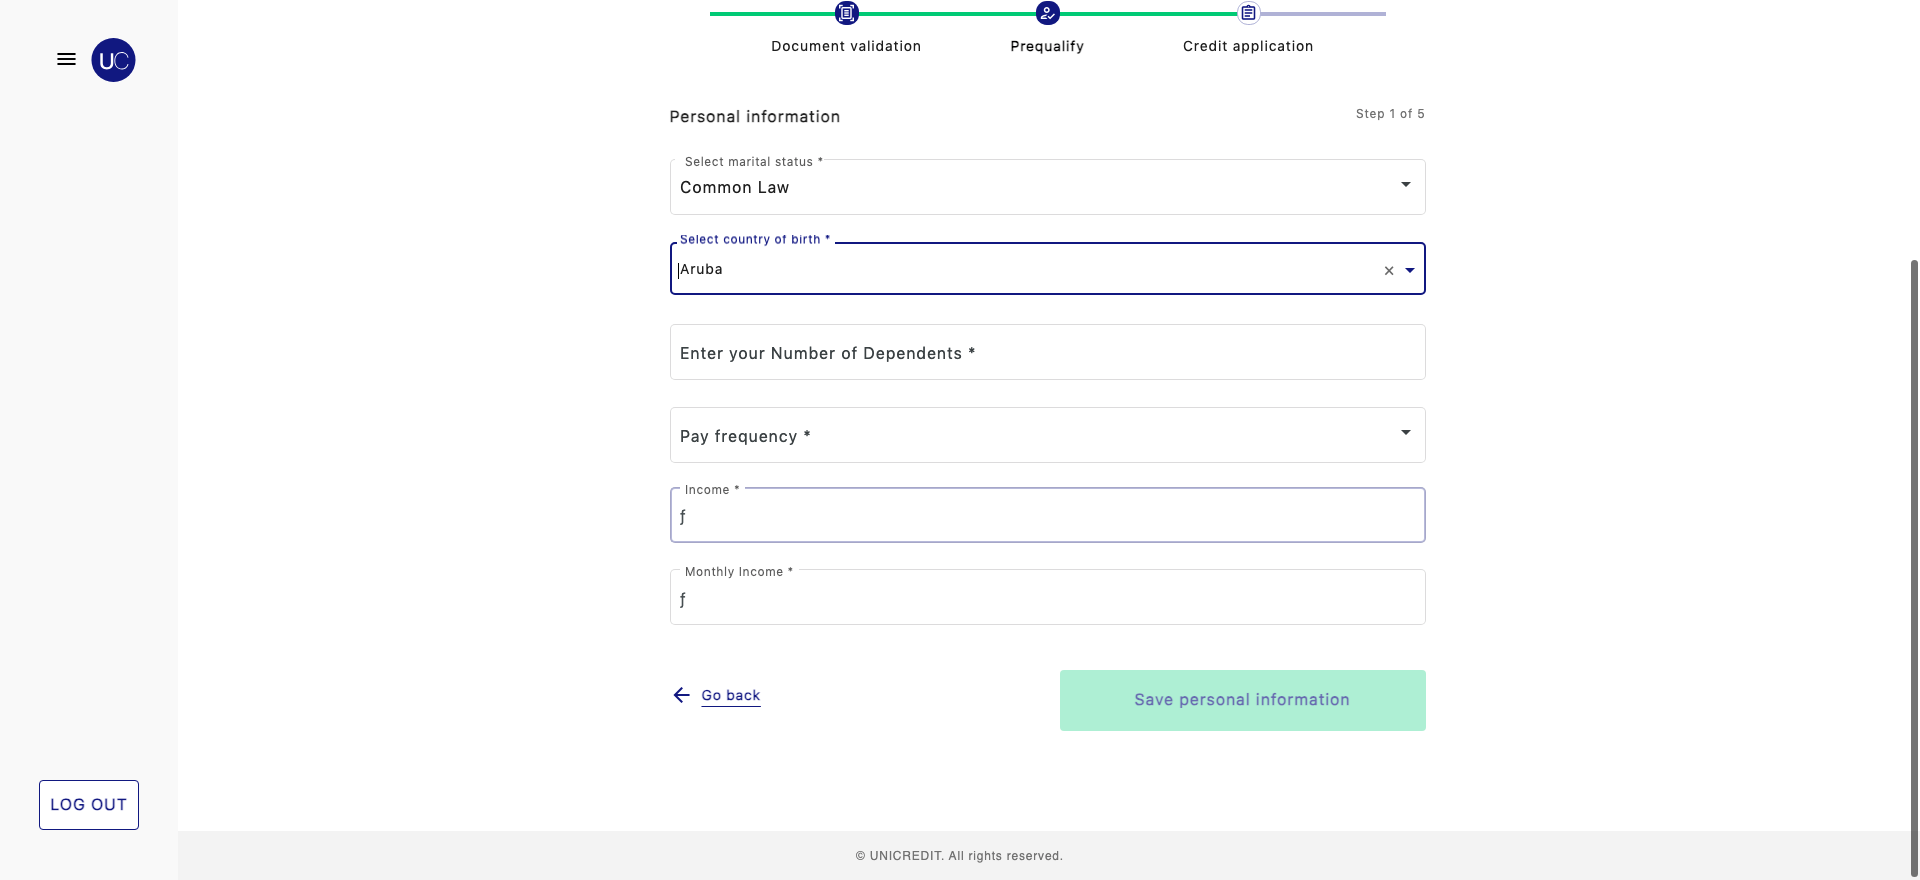 UC
Document validation
Prequalify
Credit application
Personal information
Step 1 of 5
Select marital status *
Common Law
Select country of birth *
Aruba
Enter your Number of Dependents *
Pay frequency *
Income *
ƒ
Monthly Income *
ƒ
Go back
Save personal information
LOG OUT
© UNICREDIT. All rights reserved.